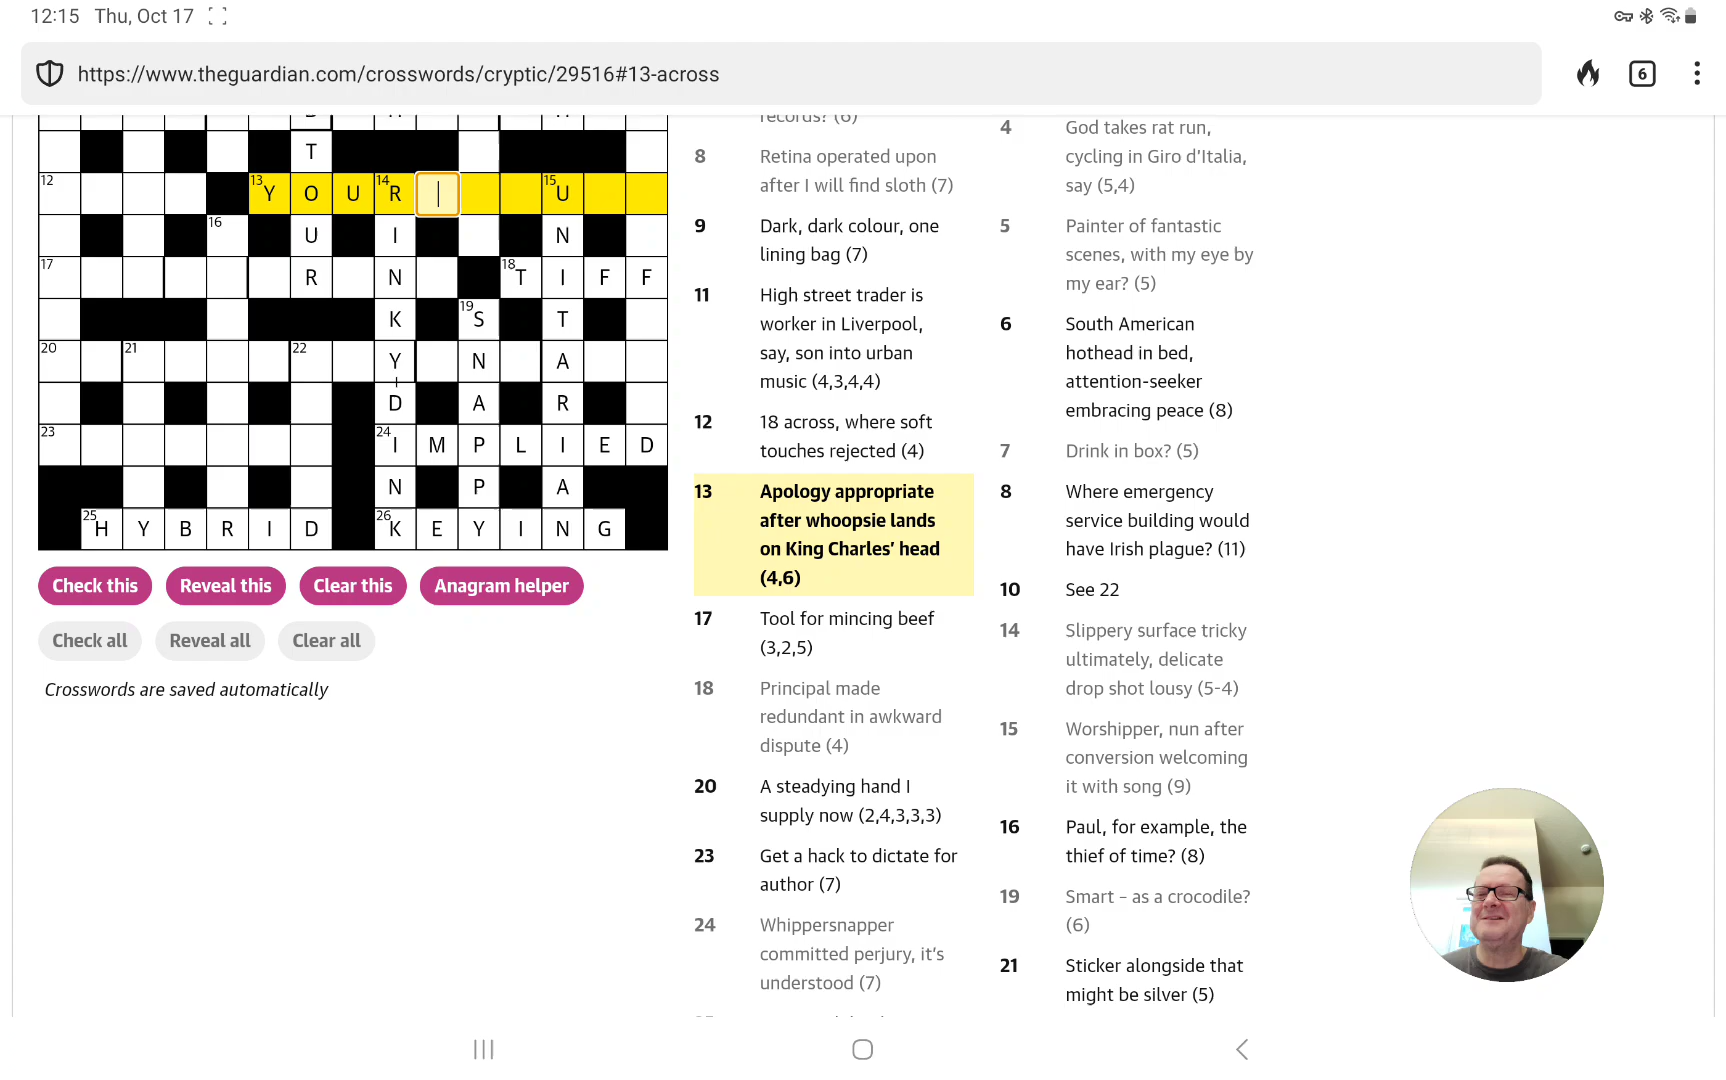 12:15 Thu, Oct 17
https://www.theguardian.com/crosswords/cryptic/29516#13-across
6
T
12 13 Y O U 14 R 15 U
16 U I N
17 R N 18 T I F F
K 19 S T
20 21 22 Y N A
D A R
23 24 I M P L I E D
N P A
25 H Y B R I D 26 K E Y I N G
Check this
Reveal this
Clear this
Anagram helper
Check all
Reveal all
Clear all
Crosswords are saved automatically
records? (6)
8 Retina operated upon
after I will find sloth (7)
9 Dark, dark colour, one
lining bag (7)
11 High street trader is
worker in Liverpool,
say, son into urban
music (4,3,4,4)
12 18 across, where soft
touches rejected (4)
13 Apology appropriate
after whoopsie lands
on King Charles’ head
(4,6)
17 Tool for mincing beef
(3,2,5)
18 Principal made
redundant in awkward
dispute (4)
20 A steadying hand I
supply now (2,4,3,3,3)
23 Get a hack to dictate for
author (7)
24 Whippersnapper
committed perjury, it’s
understood (7)
4 God takes rat run,
cycling in Giro d’Italia,
say (5,4)
5 Painter of fantastic
scenes, with my eye by
my ear? (5)
6 South American
hothead in bed,
attention-seeker
embracing peace (8)
7 Drink in box? (5)
8 Where emergency
service building would
have Irish plague? (11)
10 See 22
14 Slippery surface tricky
ultimately, delicate
drop shot lousy (5-4)
15 Worshipper, nun after
conversion welcoming
it with song (9)
16 Paul, for example, the
thief of time? (8)
19 Smart – as a crocodile?
(6)
21 Sticker alongside that
might be silver (5)